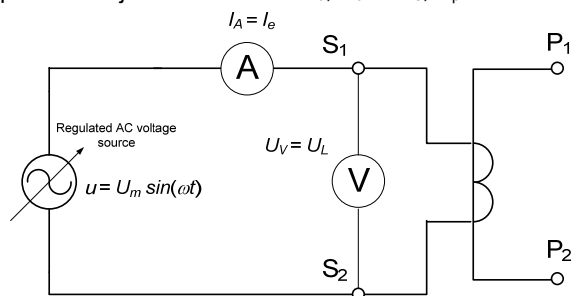 I_A = I_e
S_1
P_1
A
Regulated AC voltage
source
U_V = U_L
u = U_m sin(ωt)
V
S_2
P_2